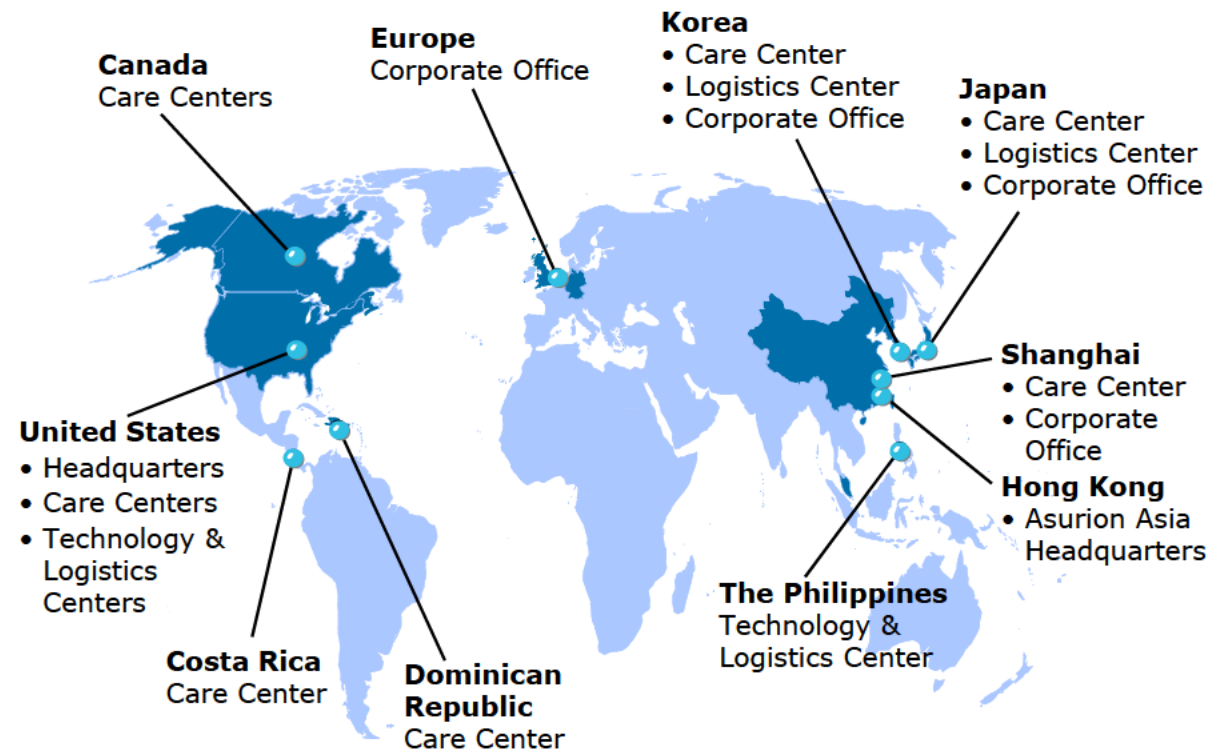 Canada
Care Centers
Europe
Corporate Office
Korea
• Care Center
• Logistics Center
• Corporate Office
Japan
• Care Center
• Logistics Center
• Corporate Office
Shanghai
• Care Center
• Corporate
Office
Hong Kong
• Asurion Asia
Headquarters
The Philippines
Technology &
Logistics Center
United States
• Headquarters
• Care Centers
• Technology &
Logistics
Centers
Costa Rica
Care Center
Dominican
Republic
Care Center